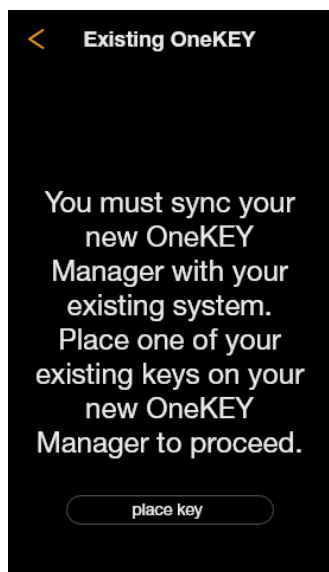 Existing OneKEY
You must sync your
new OneKEY
Manager with your
existing system.
Place one of your
existing keys on your
new OneKEY
Manager to proceed.
place key